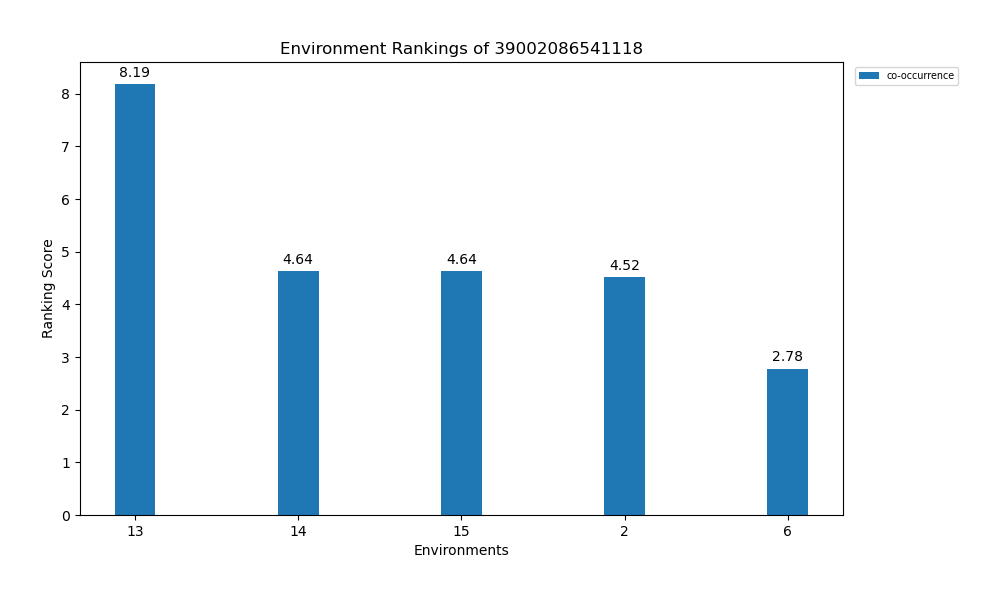 Environment Rankings of 39002086541118
co-occurrence
8.19
4.64
4.64
4.52
2.78
8
7
6
5
4
3
2
1
0
Ranking Score
13 14 15 2 6
Environments